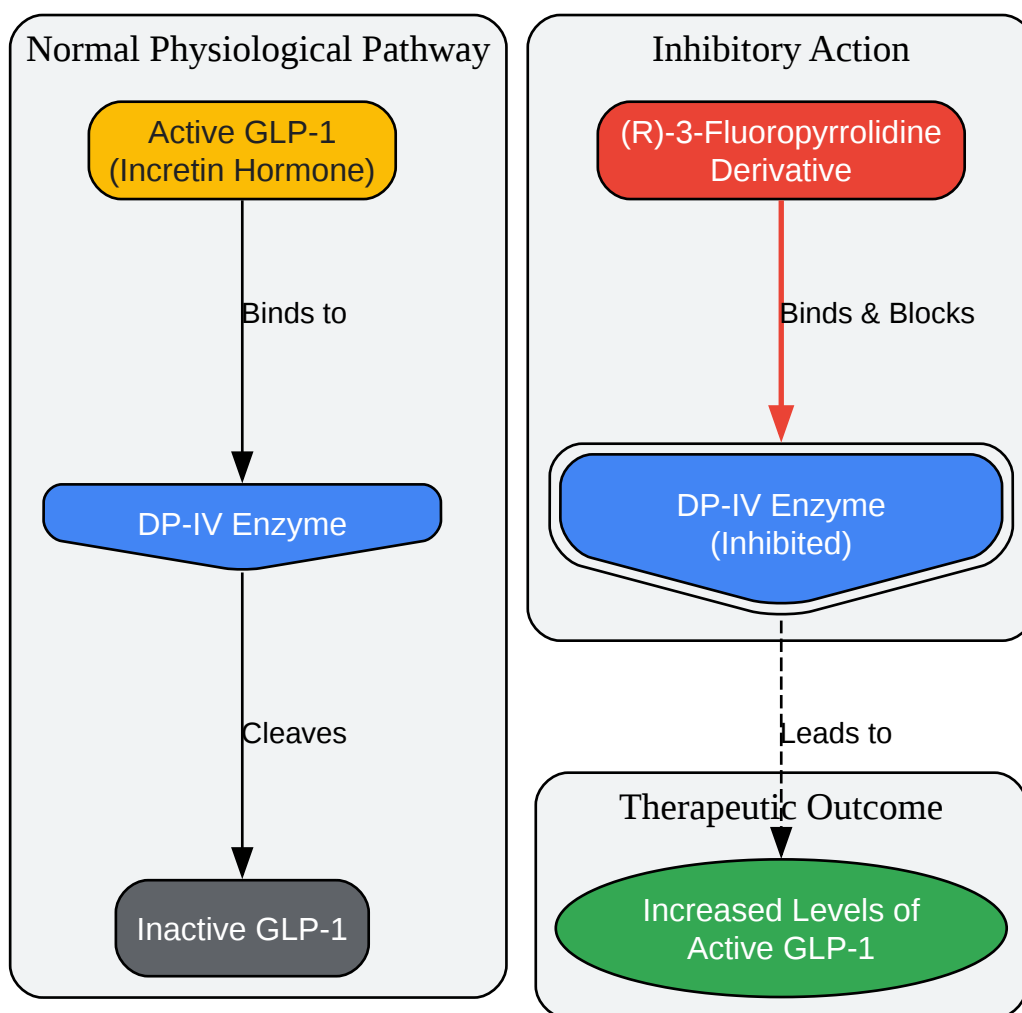 Normal Physiological Pathway
Active GLP-1
(Incretin Hormone)
Binds to
DP-IV Enzyme
Cleaves
Inactive GLP-1
Inhibitory Action
(R)-3-Fluoropyrrolidine
Derivative
Binds & Blocks
DP-IV Enzyme
(Inhibited)
Leads to
Therapeutic Outcome
Increased Levels of
Active GLP-1